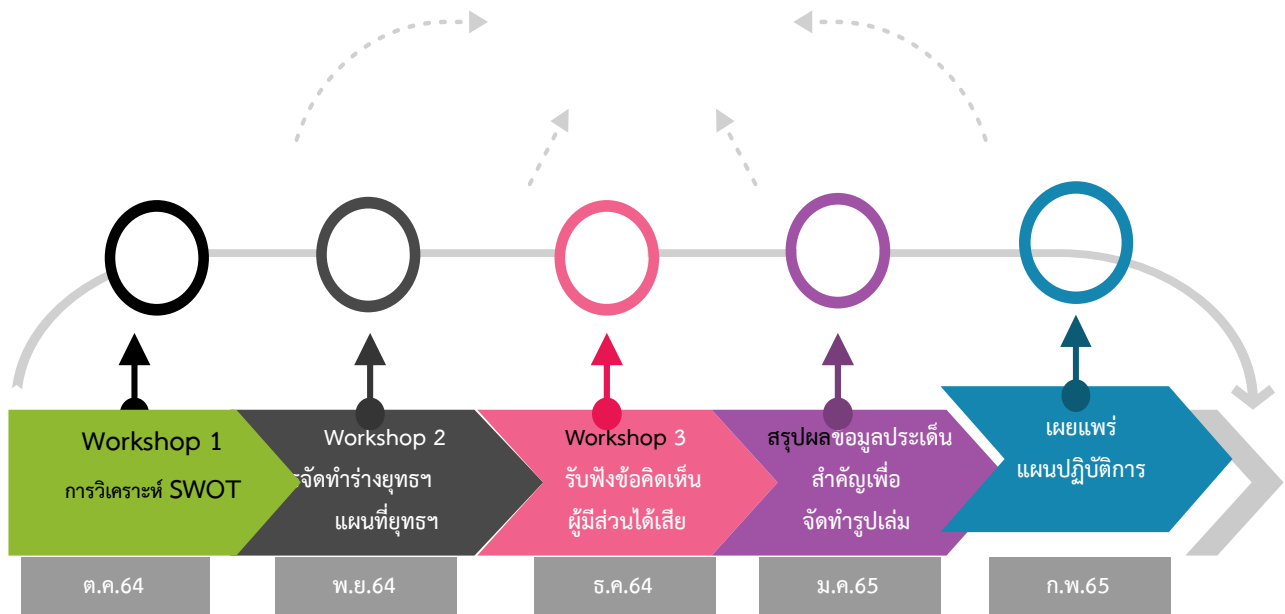 Workshop 1
การวิเคราะห์ SWOT
Workshop 2
รจัดทำร่างยุทธฯ
แผนที่ยุทธฯ
Workshop 3
รับฟังข้อคิดเห็น
ผู้มีส่วนได้เสีย
สรุปผลขอมูลประเด็น
สำคัญเพื่อ
จัดทำรูปเล่ม
เผยแพร่
แผนปฏิบัติการ
ต.ค.64
พ.ย.64
ธ.ค.64
ม.ค.65
ก.พ.65